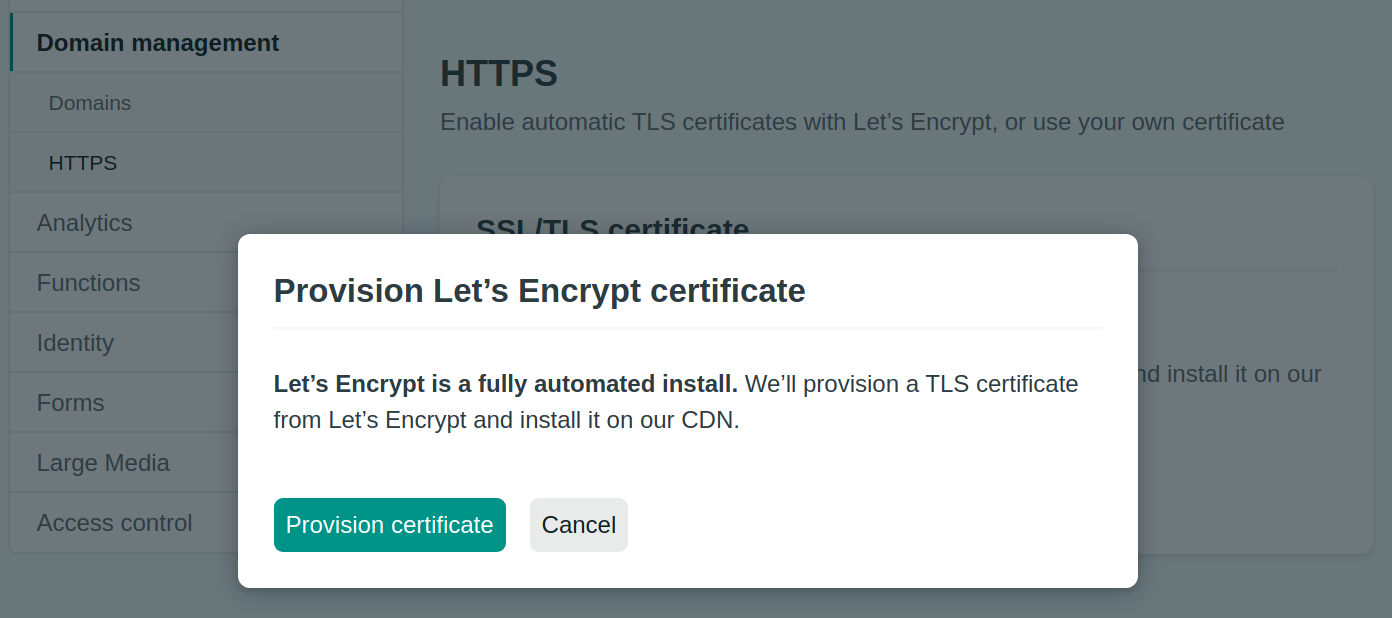 Domain management
Domains
HTTPS
Analytics
Functions
Identity
Forms
Large Media
Access control
HTTPS
Enable automatic TLS certificates with Let’s Encrypt, or use your own certificate
SSL/TLS certificate
Provision Let’s Encrypt certificate
Let’s Encrypt is a fully automated install. We’ll provision a TLS certificate
from Let’s Encrypt and install it on our CDN.
install it on our
Provision certificate
Cancel